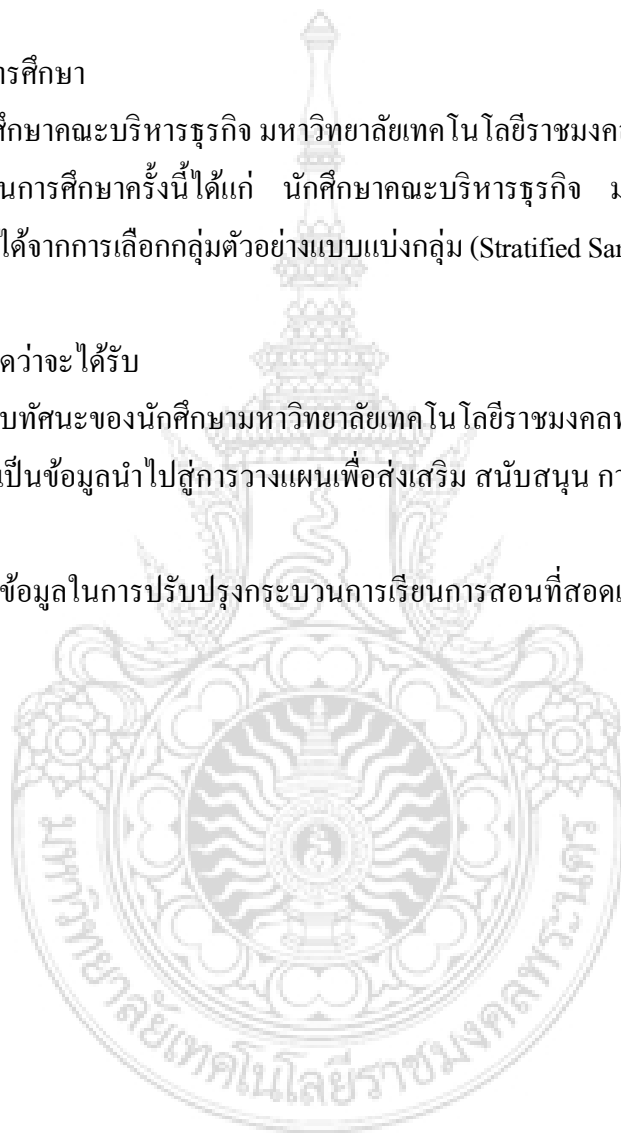 ารศึกษา
ศึกษาคณะบริหารธุรกิจ มหาวิทยาลัยเทคโนโลยีราชมงคล
นการศึกษาครั้งนี้ได้แก่ นักศึกษาคณะบริหารธุรกิจ ม
ได้จากการเลือกกลุ่มตัวอย่างแบบแบ่งกลุ่ม (Stratified Sar
ดว่าจะได้รับ
บทัศนะของนักศึกษามหาวิทยาลัยเทคโนโลยีราชมงคลพ
เป็นข้อมูลนำไปสู่การวางแผนเพื่อส่งเสริม สนับสนุน กา
ข้อมูลในการปรับปรุงกระบวนการเรียนการสอนที่สอดค
มหาวิทยาลัยเทคโนโลยีราชมงคลพระนคร